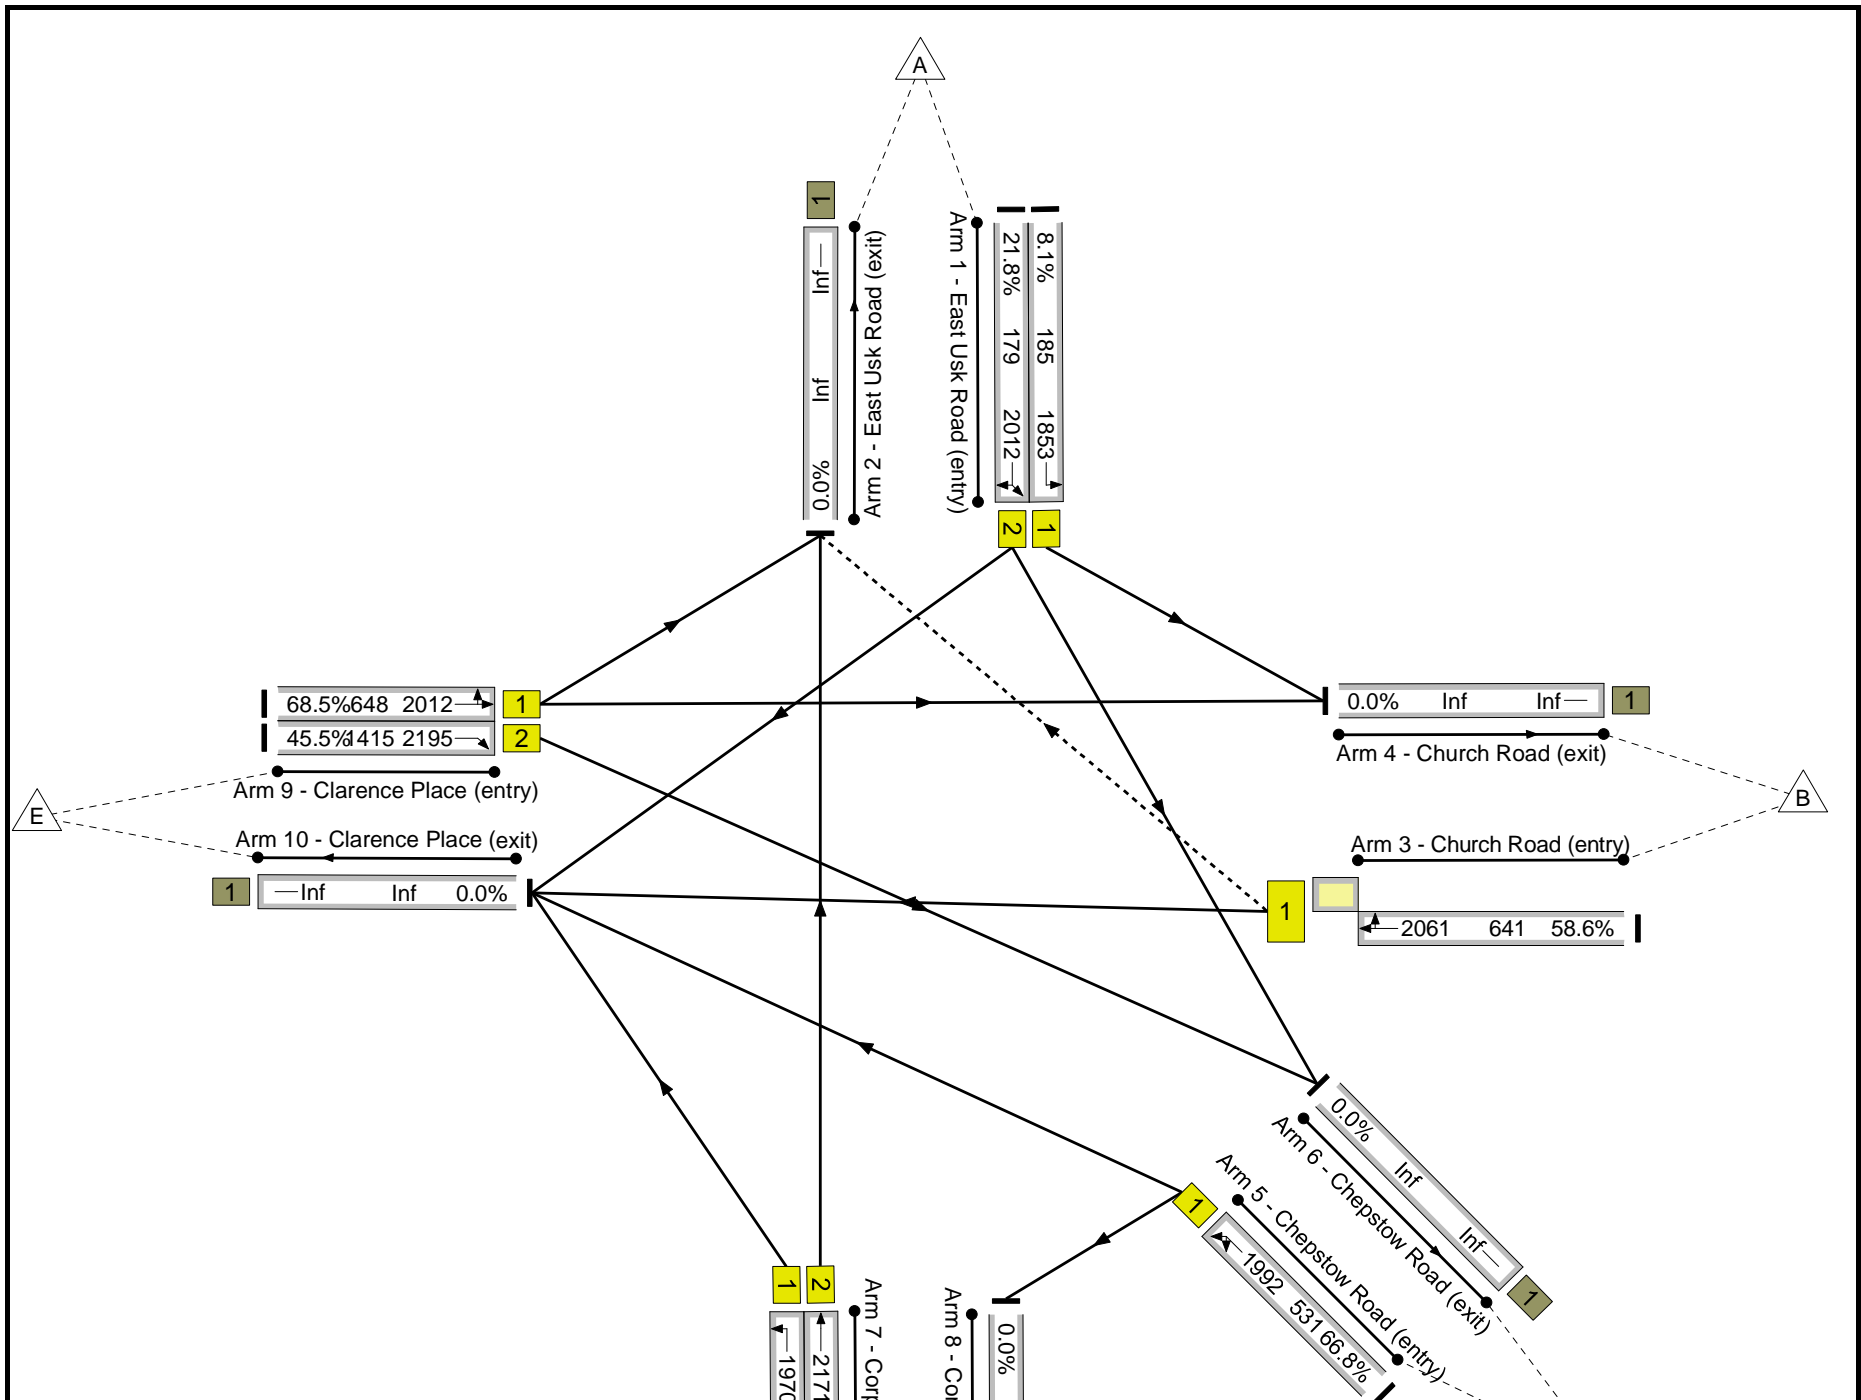 A
1
Inf
Inf
0.0%
Arm 2 - East Usk Road (exit)
Arm 1 - East Usk Road (entry)
21.8% 179 2012
8.1% 185 1853
2
1
68.5% 648 2012
1
45.5% 1415 2195
2
Arm 9 - Clarence Place (entry)
E
Arm 10 - Clarence Place (exit)
1
Inf Inf 0.0%
0.0% Inf Inf
1
Arm 4 - Church Road (exit)
B
Arm 3 - Church Road (entry)
1
2061 641 58.6%
0.0% Inf Inf
1
Arm 6 - Chepstow Road (exit)
Arm 5 - Chepstow Road (entry)
1
1992 531 66.8%
1
2
1970
2171
Arm 7 - Corp
Arm 8 - Cor
0.0%